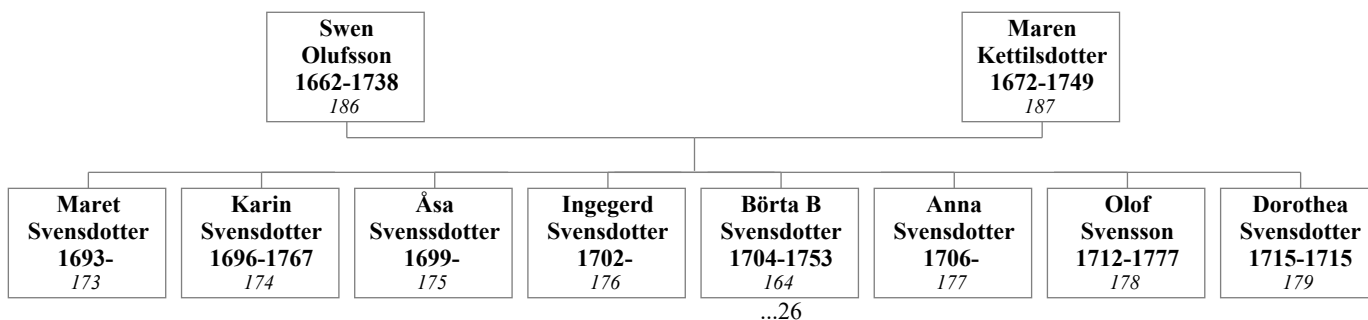 Swen
Olufsson
1662-1738
186
Maren
Kettilsdotter
1672-1749
187
Maret
Svensdotter
1693-
173
Karin
Svensdotter
1696-1767
174
Åsa
Svenssdotter
1699-
175
Ingegerd
Svensdotter
1702-
176
Börta B
Svensdotter
1704-1753
164
...26
Anna
Svensdotter
1706-
177
Olof
Svensson
1712-1777
178
Dorothea
Svensdotter
1715-1715
179